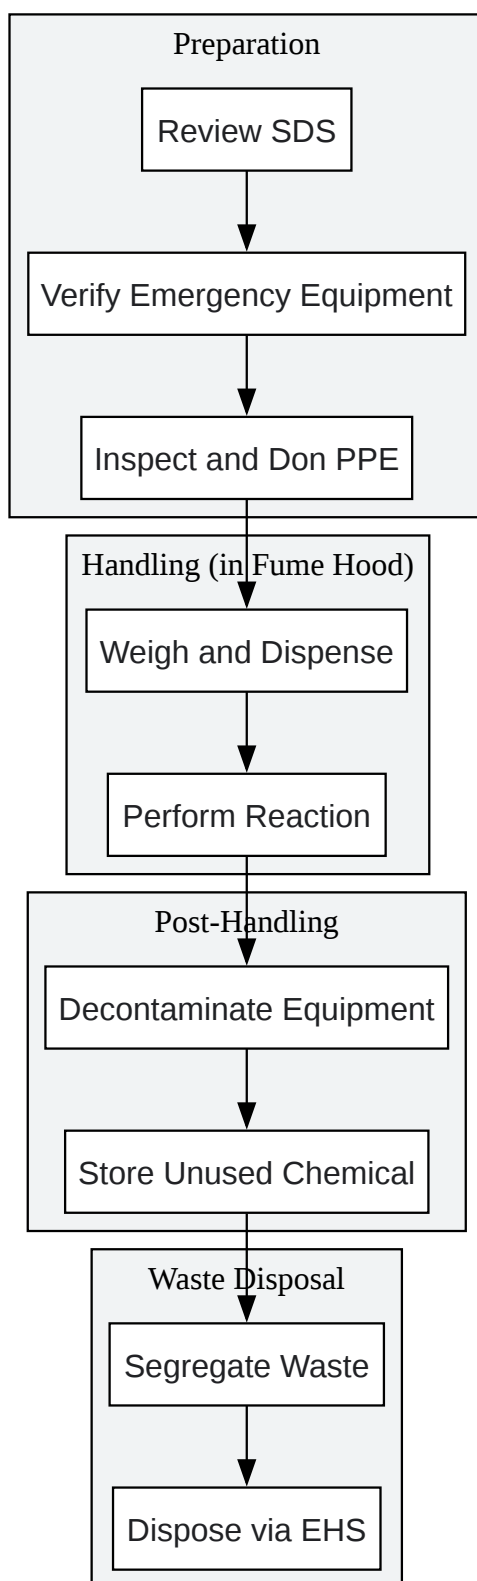 Preparation
Review SDS
Verify Emergency Equipment
Inspect and Don PPE
Handling (in Fume Hood)
Weigh and Dispense
Perform Reaction
Post-Handling
Decontaminate Equipment
Store Unused Chemical
Waste Disposal
Segregate Waste
Dispose via EHS